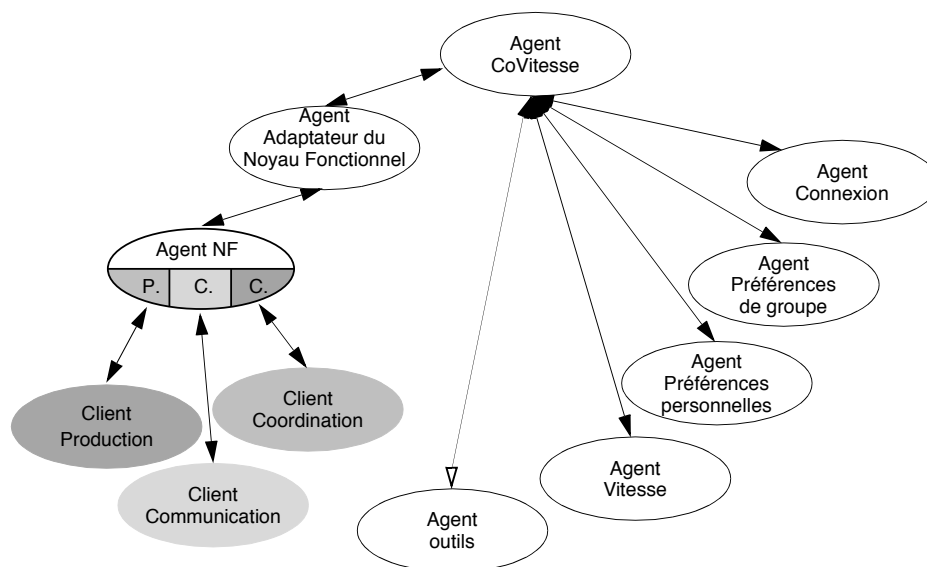 Agent
CoVitesse
Agent
Adaptateur du
Noyau Fonctionnel
Agent
Connexion
Agent NF
P. C. C.
Agent
Préférences
de groupe
Agent
Préférences
personnelles
Client
Coordination
Client
Production
Agent
Vitesse
Client
Communication
Agent
outils